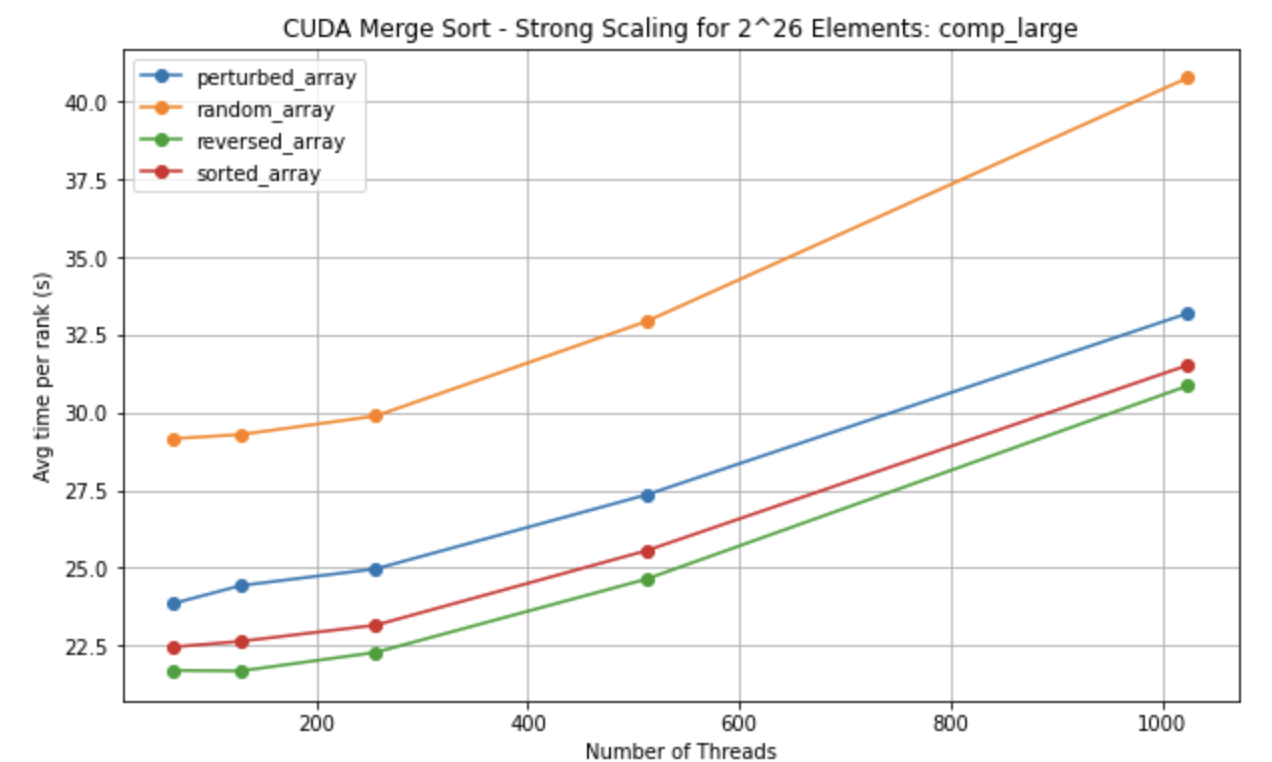 CUDA Merge Sort - Strong Scaling for 2^26 Elements: comp_large
perturbed_array
random_array
reversed_array
sorted_array
40.0
37.5
35.0
32.5
30.0
27.5
25.0
22.5
Avg time per rank (s)
200
400
600
800
1000
Number of Threads